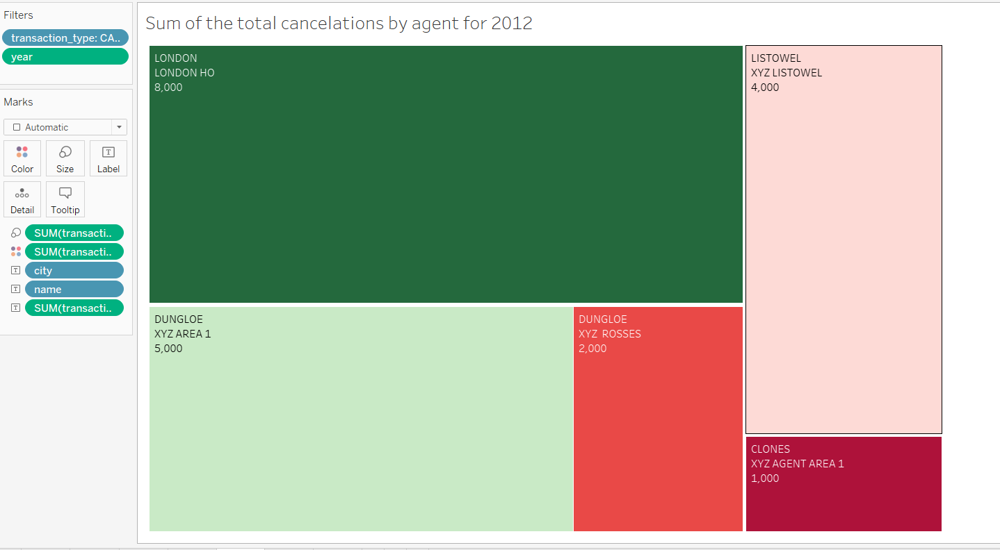 Filters
transaction_type: CA..
year
Marks
Automatic
Color
Size
T
Label
Detail
Tooltip
SUM(transacti..
SUM(transacti..
T
city
T
name
T
SUM(transacti..
Sum of the total cancelations by agent for 2012
LONDON
LONDON HO
8,000
LISTOWEL
XYZ LISTOWEL
4,000
DUNGLOE
XYZ AREA 1
5,000
DUNGLOE
XYZ  ROSSES
2,000
CLONES
XYZ AGENT AREA 1
1,000